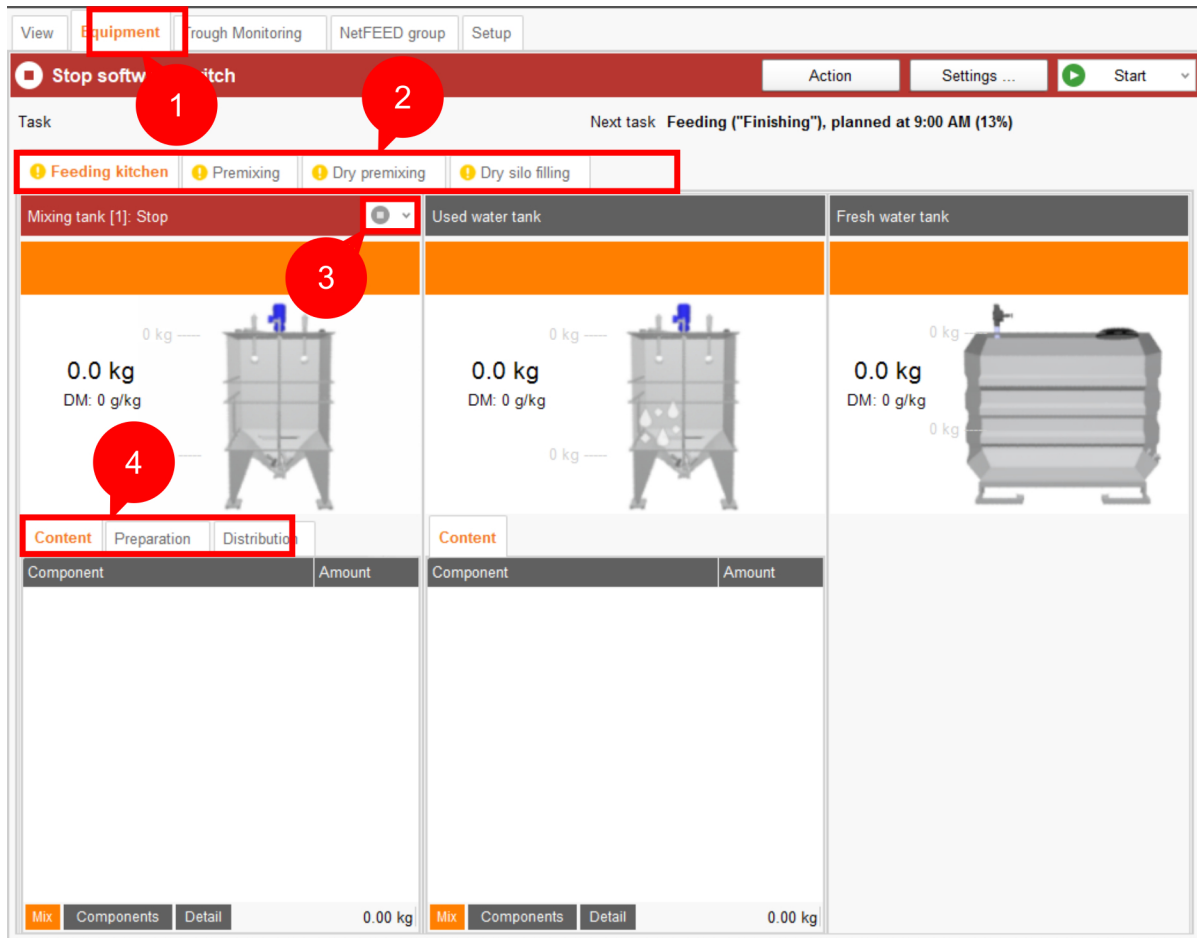 View Equipment Trough Monitoring NetFEED group Setup
Stop software switch Action Settings ... Start
1
2
Task Next task Feeding ("Finishing"), planned at 9:00 AM (13%)
Feeding kitchen Premixing Dry premixing Dry silo filling
Mixing tank [1]: Stop Used water tank Fresh water tank
3
0 kg 0 kg 0 kg
0.0 kg 0.0 kg 0.0 kg
DM: 0 g/kg DM: 0 g/kg DM: 0 g/kg
0 kg
4 0 kg
Content Preparation Distribution Content
Component Amount Component Amount
Mix Components Detail 0.00 kg Mix Components Detail 0.00 kg